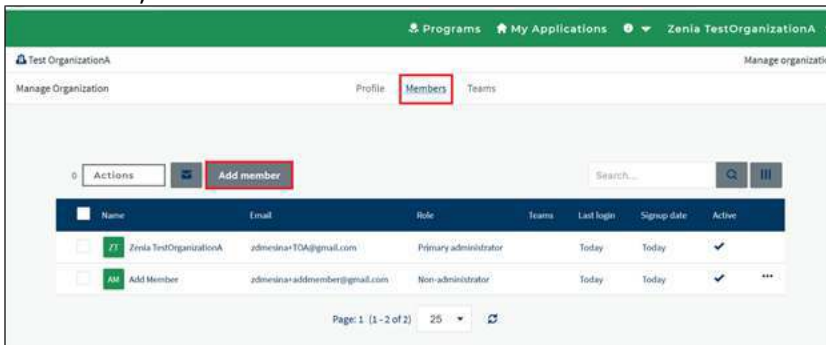 Programs My Applications Zenia TestOrganizationA
Test OrganizationA Manage organizatio
Manage Organization Profile Members Teams
0 Actions Add member Search...
Name Email Role Teams Last login Signup date Active
ZT Zenia TestOrganizationA zdmesina+TOA@gmail.com Primary administrator Today Today
AM Add Member zdmesina+addmember@gmail.com Non-administrator Today Today
Page: 1 (1 - 2 of 2) 25